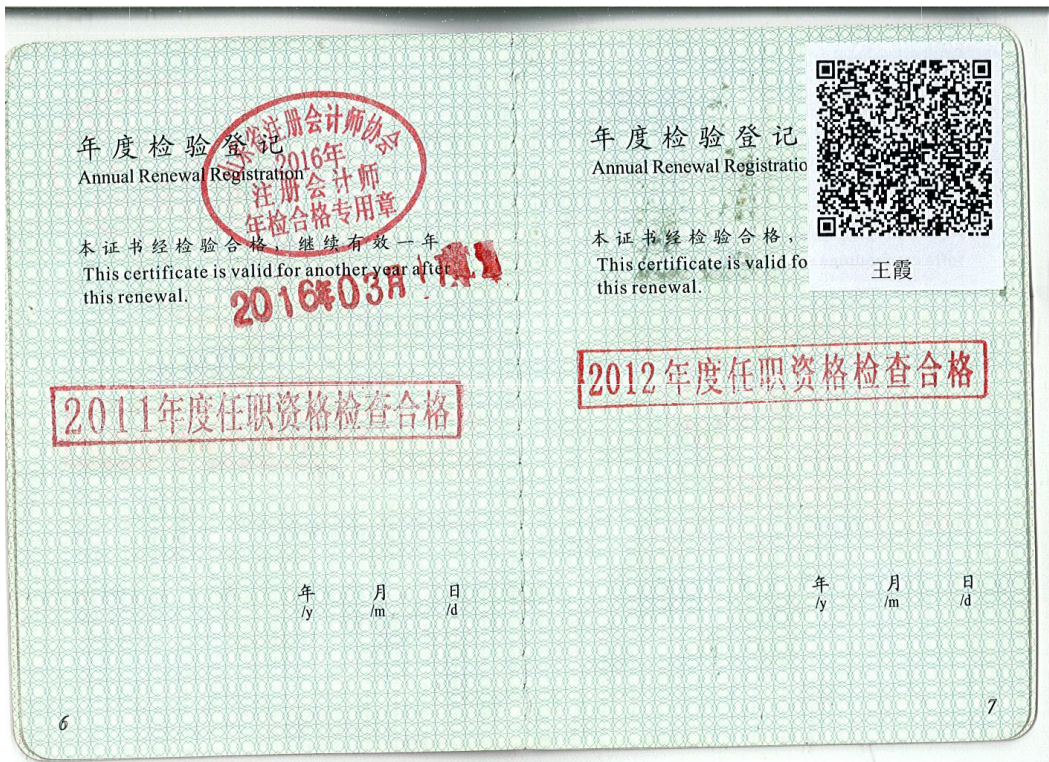 年度检验登记
Annual Renewal Registration
山东省注册会计师协会
2016年
注册会计师
年检合格专用章
本证书经检验合格，继续有效一年
This certificate is valid for another year after
this renewal.
2016年03月
2011年度任职资格检查合格
年 月 日
/y /m /d
6
年度检验登记
Annual Renewal Registratio
本证书经检验合格，
This certificate is valid fo
this renewal.
王霞
2012年度任职资格检查合格
年 月 日
/y /m /d
7